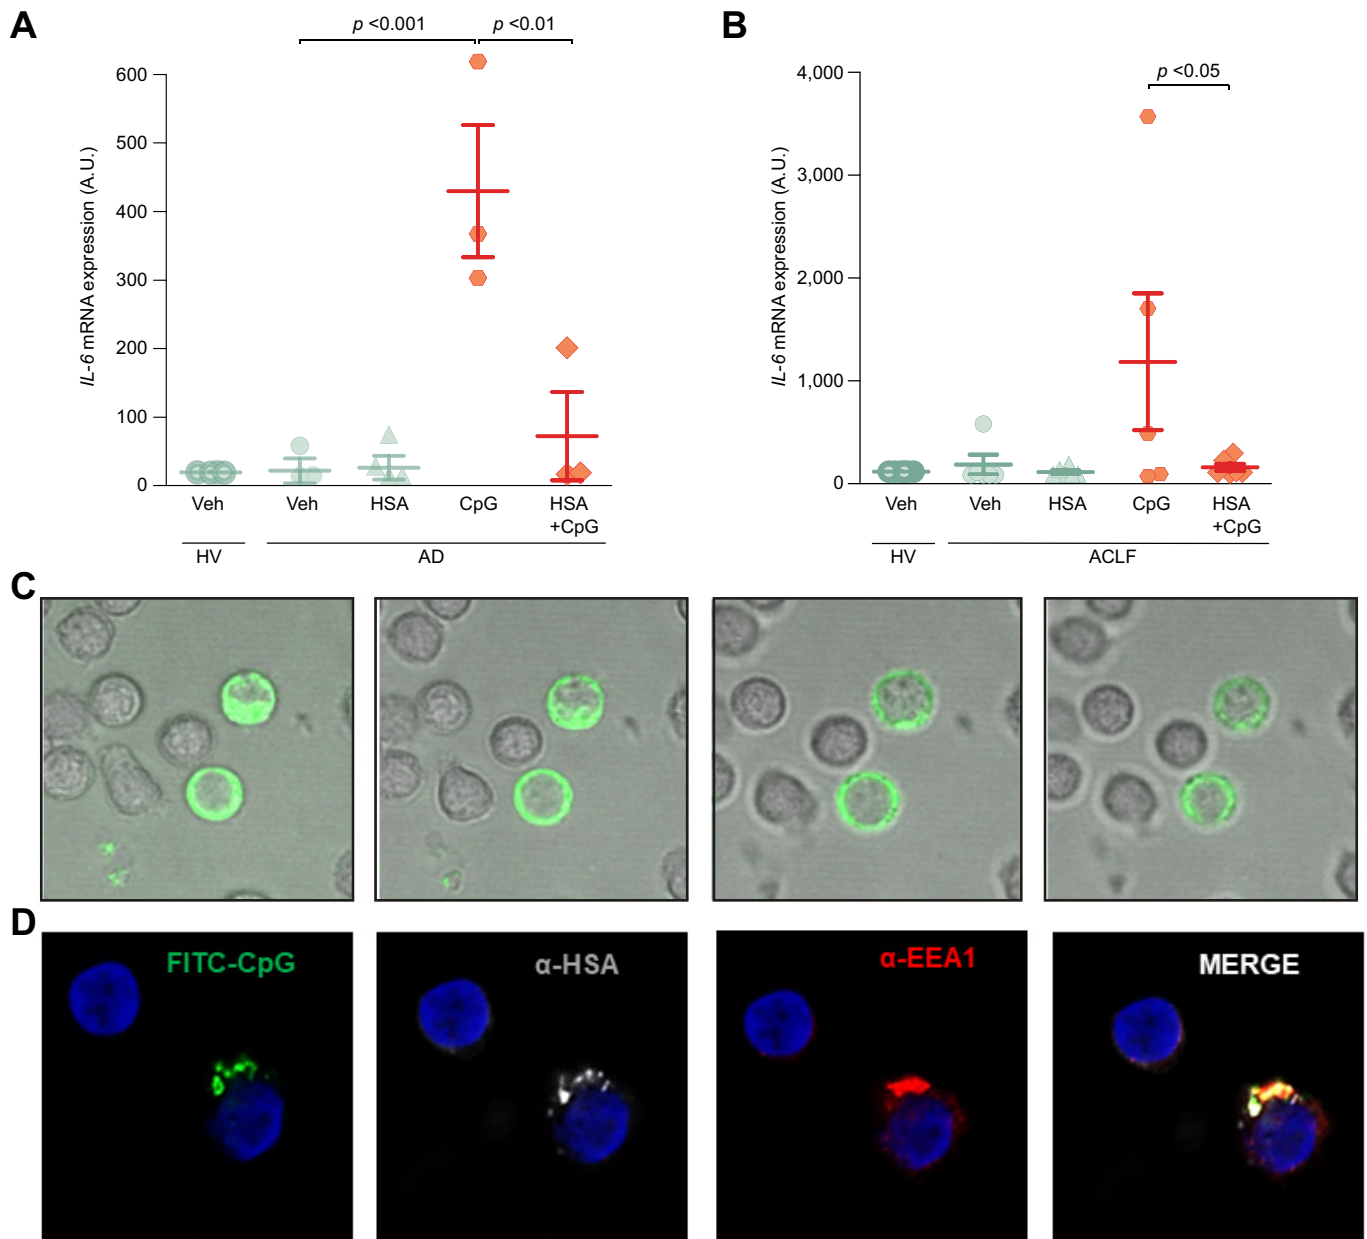 A
p <0.001
p <0.01
600
500
400
300
200
100
0
IL-6 mRNA expression (A.U.)
Veh
Veh
HSA
CpG
HSA
+CpG
HV
AD
B
p <0.05
4,000
3,000
2,000
1,000
0
IL-6 mRNA expression (A.U.)
Veh
Veh
HSA
CpG
HSA
+CpG
HV
ACLF
C
D
FITC-CpG
α-HSA
α-EEA1
MERGE